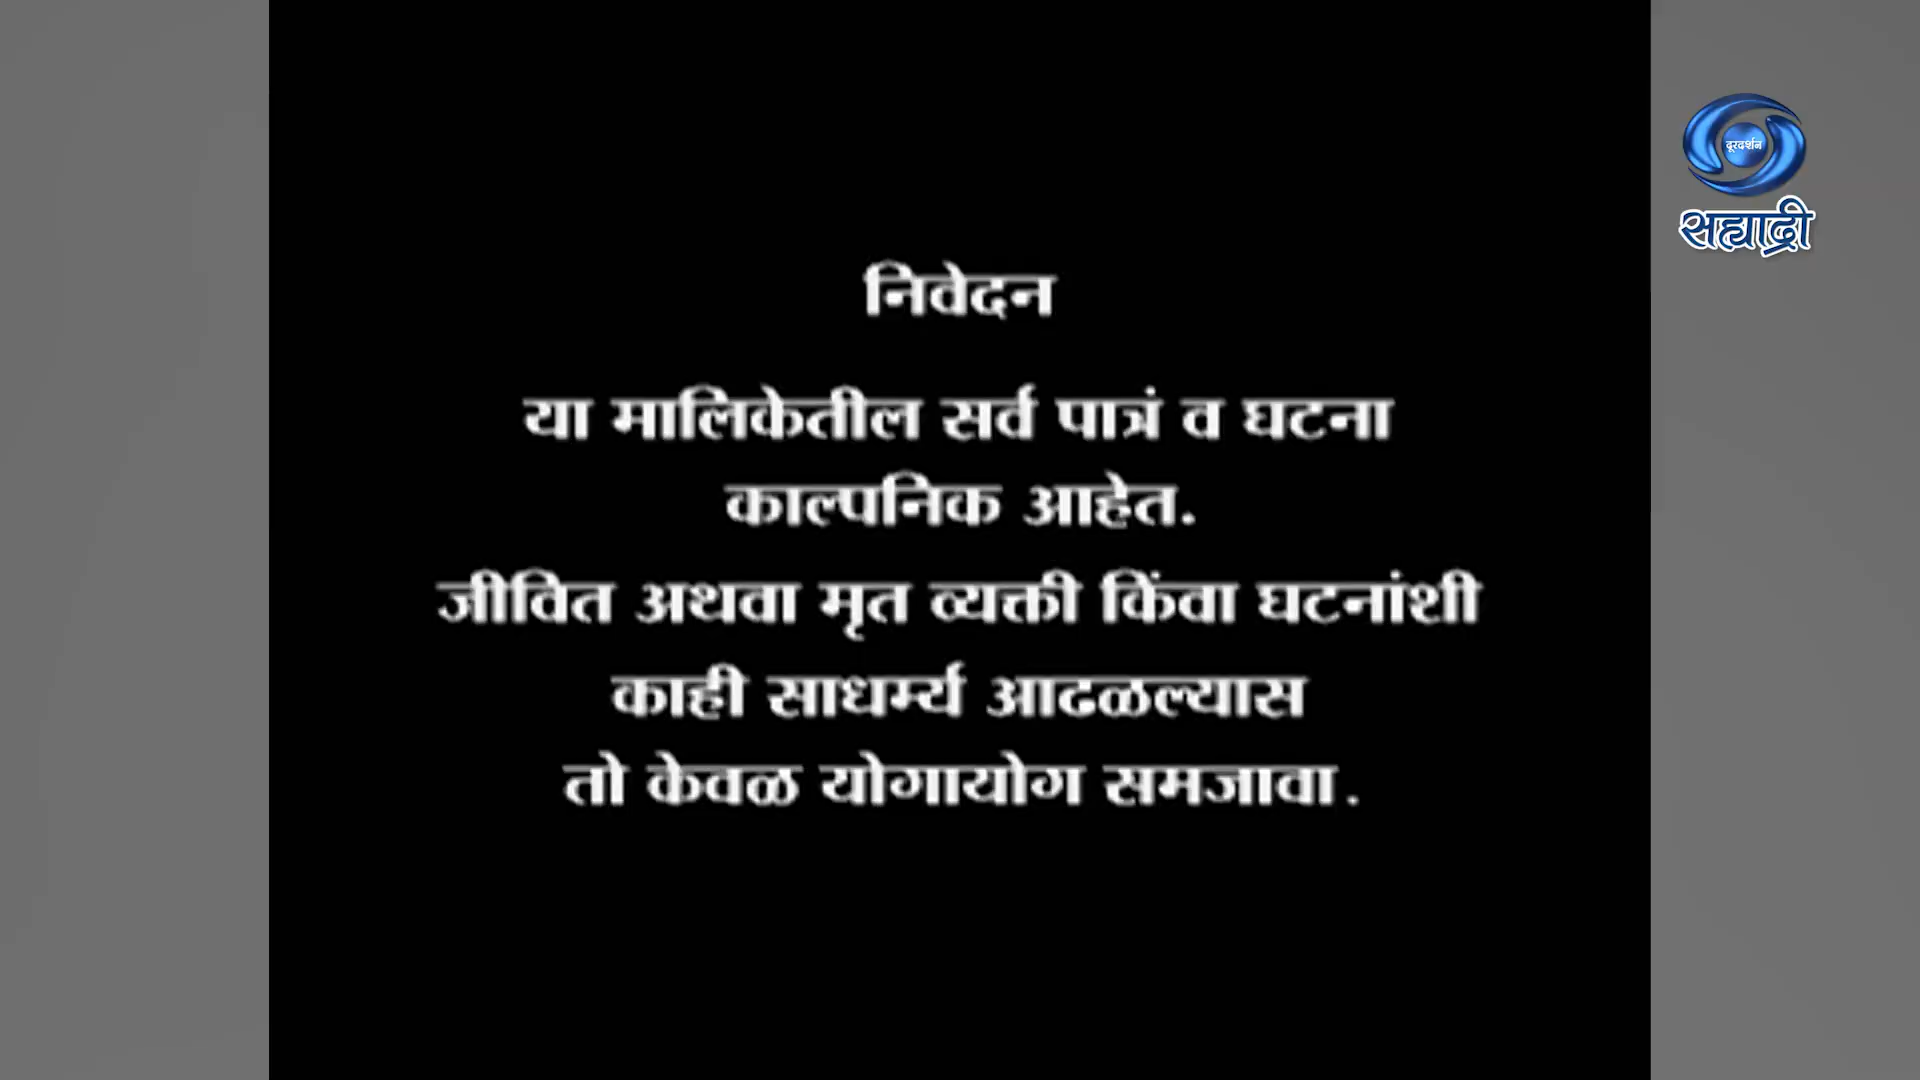 दूरदर्शन
सह्याद्री
निवेदन
या मालिकेतील सर्व पात्रं व घटना
काल्पनिक आहेत.
जीवित अथवा मृत व्यक्ती किंवा घटनांशी
काही साधर्म्य आढळल्यास
तो केवळ योगायोग समजावा.